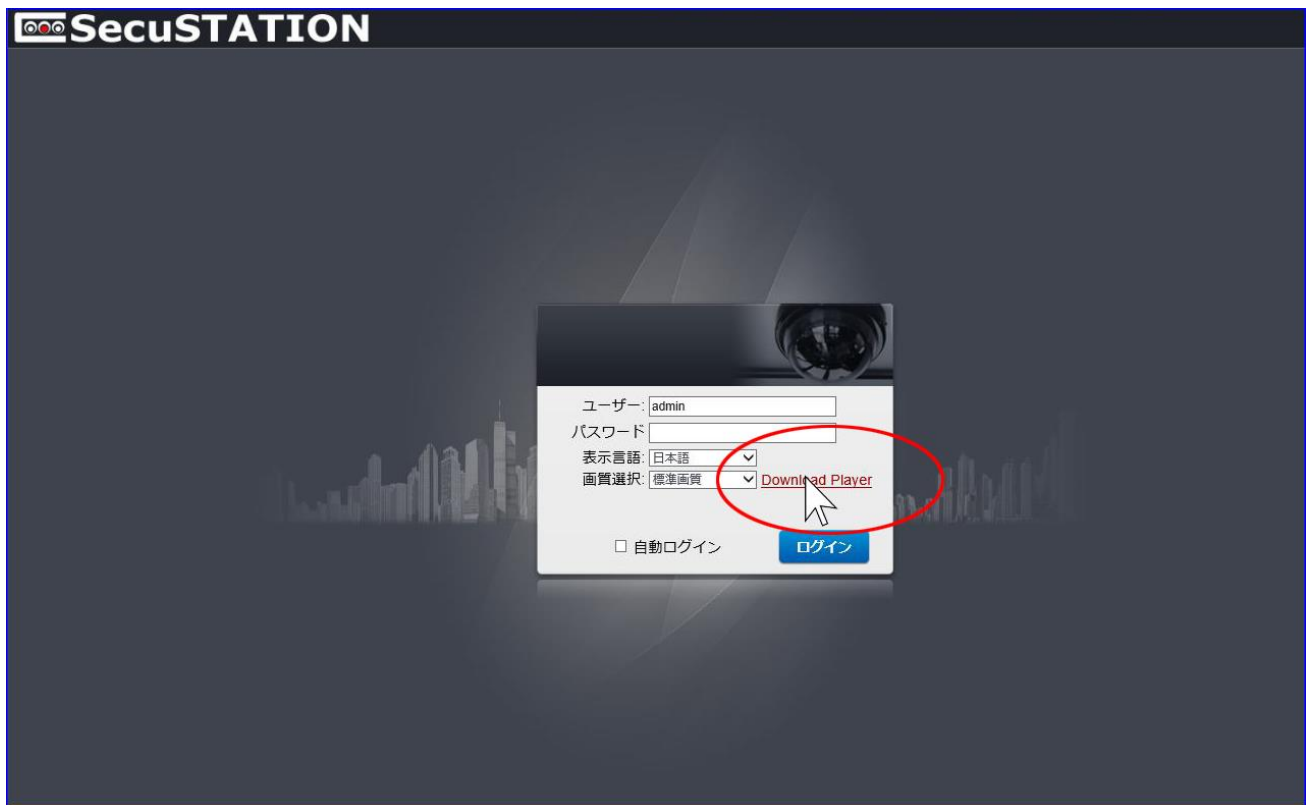 SecuSTATION
ユーザー: admin
パスワード
表示言語: 日本語
画質選択: 標準画質 Download Player
自動ログイン ログイン